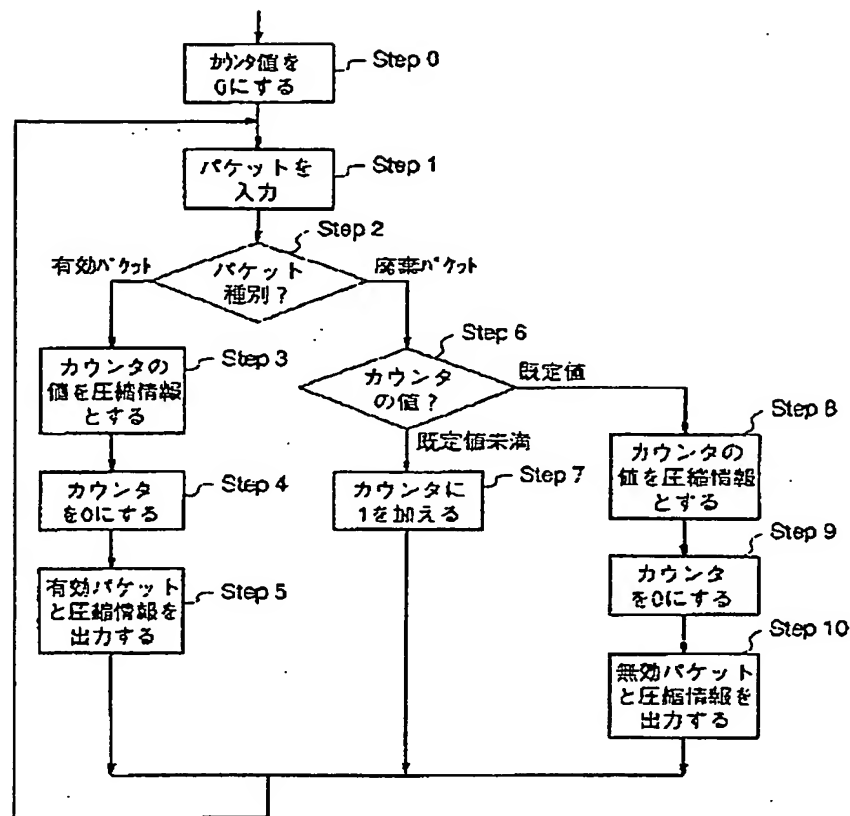 カウンタ値を
0にする
Step 0
パケットを
入力
Step 1
Step 2
有効パケット
パケット
種別?
廃棄パケット
Step 3
カウンタの
値を圧縮情報
とする
Step 6
カウンタ
の値?
既定値
既定値未満
Step 8
カウンタの
値を圧縮情報
とする
Step 4
カウンタ
を0にする
Step 7
カウンタに
1を加える
Step 9
カウンタ
を0にする
Step 5
有効パケット
と圧縮情報を
出力する
Step 10
無効パケット
と圧縮情報を
出力する